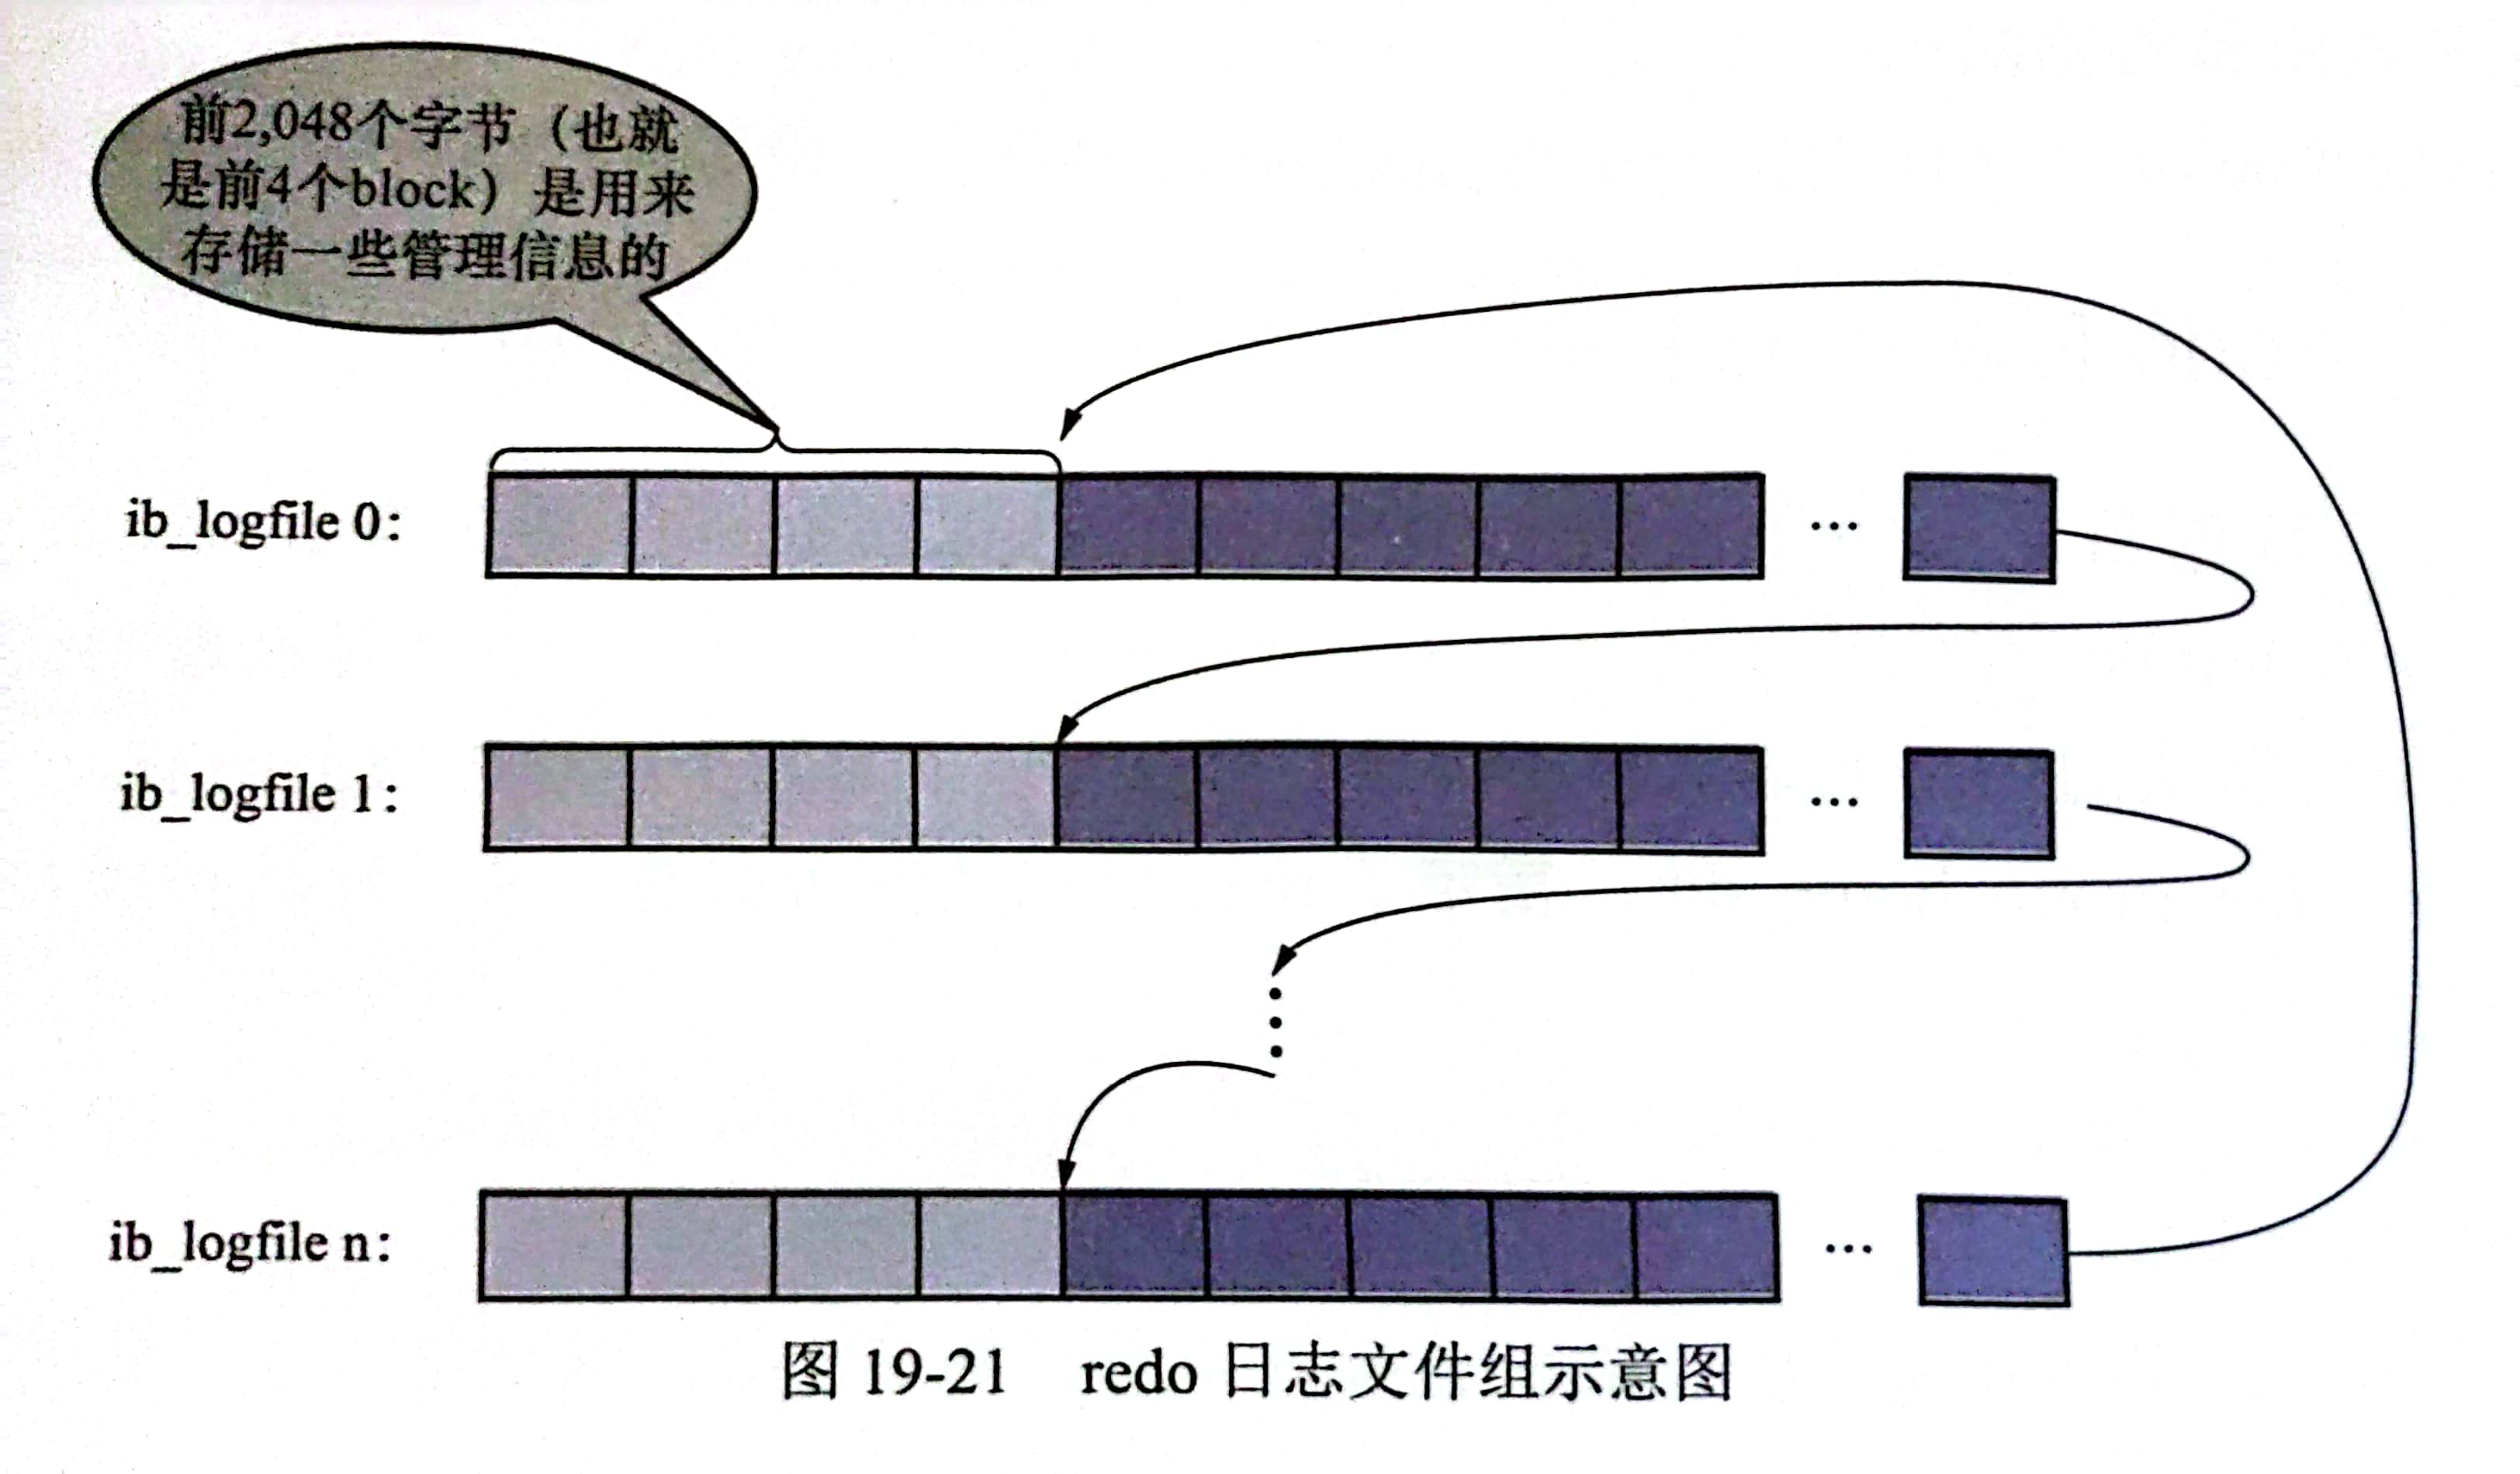 前2,048个字节（也就
是前4个block）是用来
存储一些管理信息的
ib_logfile 0:
...
ib_logfile 1:
...
ib_logfile n:
...
图 19-21 redo 日志文件组示意图